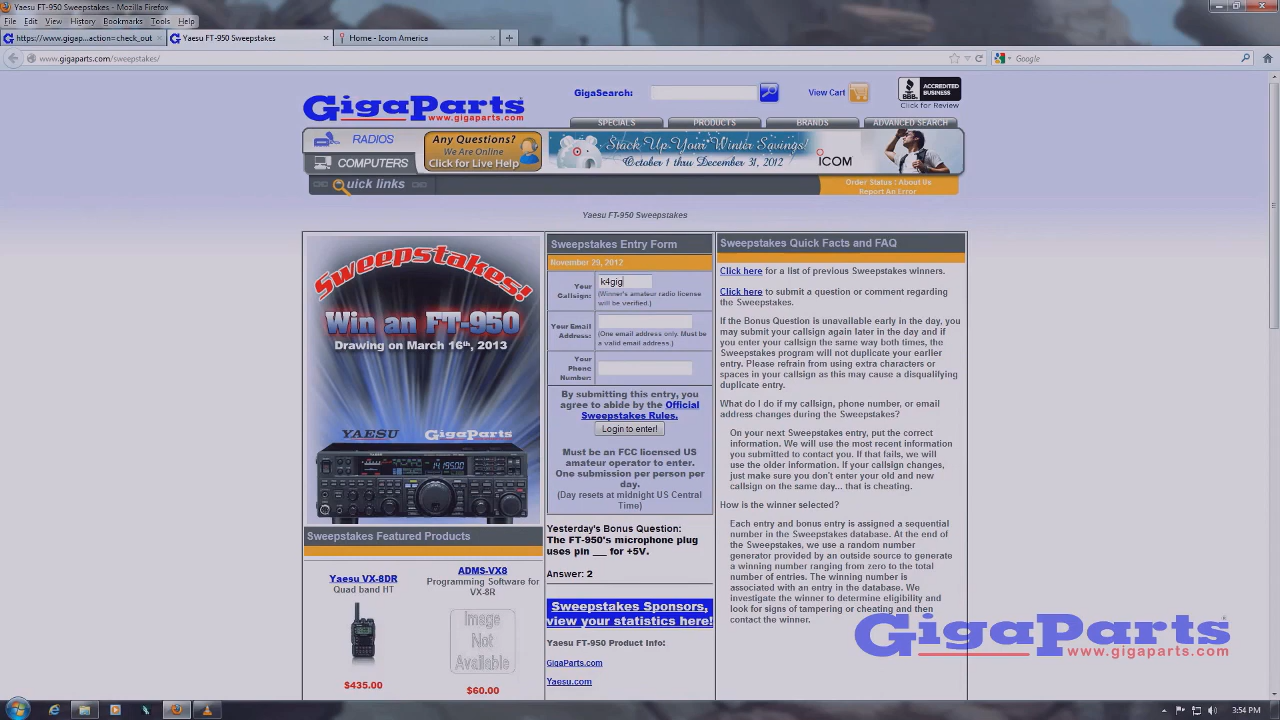 Yaesu FT-950 Sweepstakes - Mozilla Firefox
File Edit View History Bookmarks Tools Help
https://www.gigap...action=check_out
Yaesu FT-950 Sweepstakes
Home - Icom America
www.gigaparts.com/sweepstakes/
Google
GigaParts
www.gigaparts.com
GigaSearch:
View Cart
BBB.
ACCREDITED
BUSINESS
Click for Review
SPECIALS
PRODUCTS
BRANDS
ADVANCED SEARCH
RADIOS
COMPUTERS
Any Questions?
We Are Online
Click for Live Help
Stack Up Your Winter Savings!
October 1 thru December 31, 2012
ICOM
uick links
Order Status : About Us
Report An Error
Yaesu FT-950 Sweepstakes
Sweepstakes!
Win an FT-950
Drawing on March 16th, 2013
YAESU
GigaParts
14.195.00
Sweepstakes Featured Products
Yaesu VX-8DR
Quad band HT
$435.00
ADMS-VX8
Programming Software for
VX-8R
Image
Not
Available
$60.00
Sweepstakes Entry Form
November 29, 2012
Your
Callsign:
k4gig
(Winner's amateur radio license
will be verified.)
Your Email
Address:
(One email address only. Must be
a valid email address.)
Your
Phone
Number:
By submitting this entry, you
agree to abide by the Official
Sweepstakes Rules.
Login to enter!
Must be an FCC licensed US
amateur operator to enter.
One submission per person per
day.
(Day resets at midnight US Central
Time)
Yesterday's Bonus Question:
The FT-950's microphone plug
uses pin ___ for +5V.
Answer: 2
Sweepstakes Sponsors,
view your statistics here!
Yaesu FT-950 Product Info:
GigaParts.com
Yaesu.com
Sweepstakes Quick Facts and FAQ
Click here for a list of previous Sweepstakes winners.
Click here to submit a question or comment regarding
the Sweepstakes.
If the Bonus Question is unavailable early in the day, you
may submit your callsign again later in the day and if
you enter your callsign the same way both times, the
Sweepstakes program will not duplicate your earlier
entry. Please refrain from using extra characters or
spaces in your callsign as this may cause a disqualifying
duplicate entry.
What do I do if my callsign, phone number, or email
address changes during the Sweepstakes?
On your next Sweepstakes entry, put the correct
information. We will use the most recent information
you submitted to contact you. If that fails, we will
use the older information. If your callsign changes,
just make sure you don't enter your old and new
callsign on the same day... that is cheating.
How is the winner selected?
Each entry and bonus entry is assigned a sequential
number in the Sweepstakes database. At the end of
the Sweepstakes, we use a random number
generator provided by an outside source to generate
a winning number ranging from zero to the total
number of entries. The winning number is
associated with an entry in the database. We
investigate the winner to determine eligibility and
look for signs of tampering or cheating and then
contact the winner.
GigaParts
www.gigaparts.com
3:54 PM